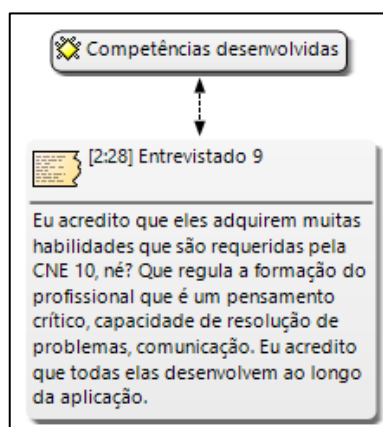 Competências desenvolvidas
[2:28] Entrevistado 9
Eu acredito que eles adquirem muitas
habilidades que são requeridas pela
CNE 10, né? Que regula a formação do
profissional que é um pensamento
crítico, capacidade de resolução de
problemas, comunicação. Eu acredito
que todas elas desenvolvem ao longo
da aplicação.